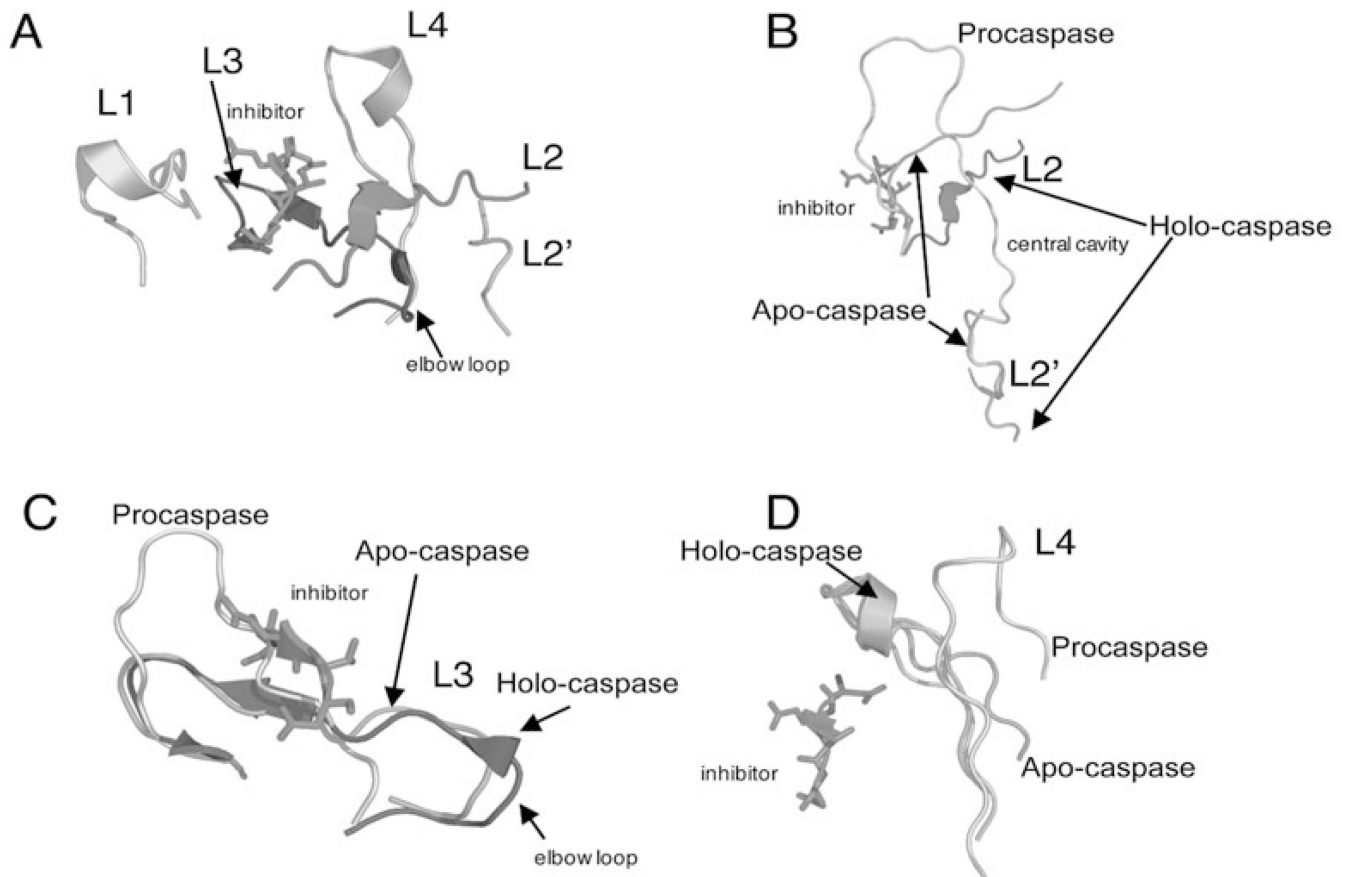 A
L4
L3
inhibitor
L1
L2
L2’
elbow loop
B
Procaspase
L2
inhibitor
Holo-caspase
central cavity
Apo-caspase
L2’
C
Procaspase
Apo-caspase
inhibitor
L3
Holo-caspase
elbow loop
D
Holo-caspase
L4
Procaspase
inhibitor
Apo-caspase